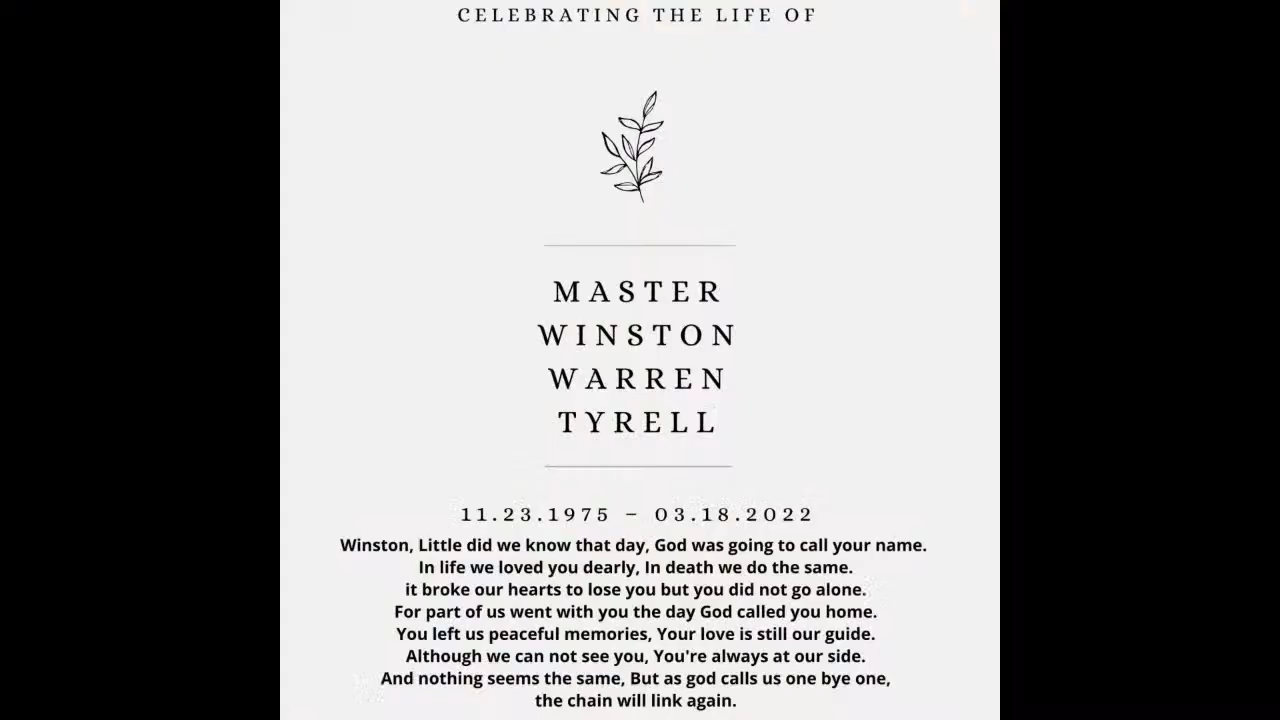 CELEBRATING THE LIFE OF
MASTER
WINSTON
WARREN
TYRELL
11.23.1975 – 03.18.2022
Winston, Little did we know that day, God was going to call your name.
In life we loved you dearly, In death we do the same.
it broke our hearts to lose you but you did not go alone.
For part of us went with you the day God called you home.
You left us peaceful memories, Your love is still our guide.
Although we can not see you, You're always at our side.
And nothing seems the same, But as god calls us one bye one,
the chain will link again.